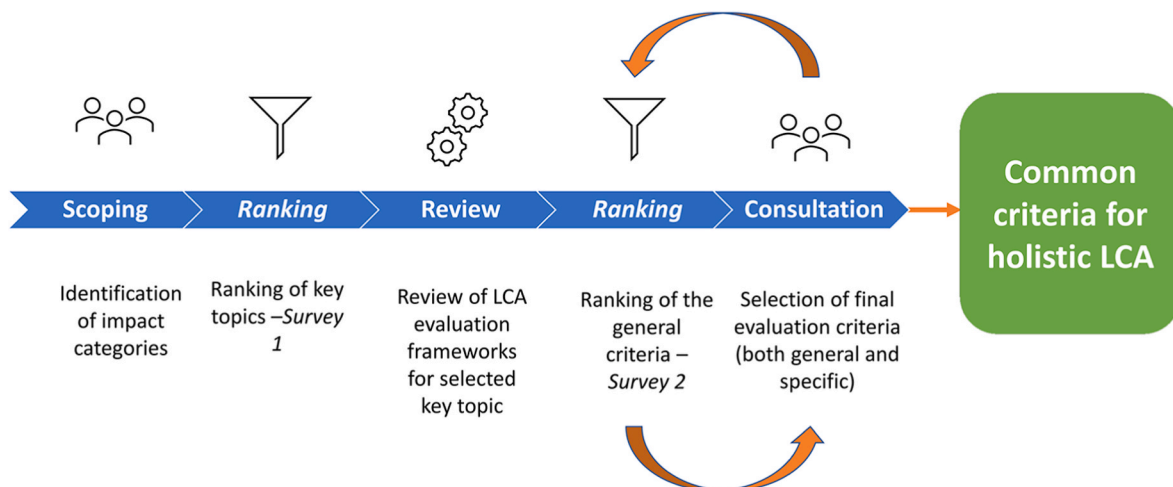 Scoping
Ranking
Review
Ranking
Consultation
Common
criteria for
holistic LCA
Identification
of impact
categories
Ranking of key
topics –Survey
1
Review of LCA
evaluation
frameworks
for selected
key topic
Ranking of the
general
criteria –
Survey 2
Selection of final
evaluation criteria
(both general and
specific)